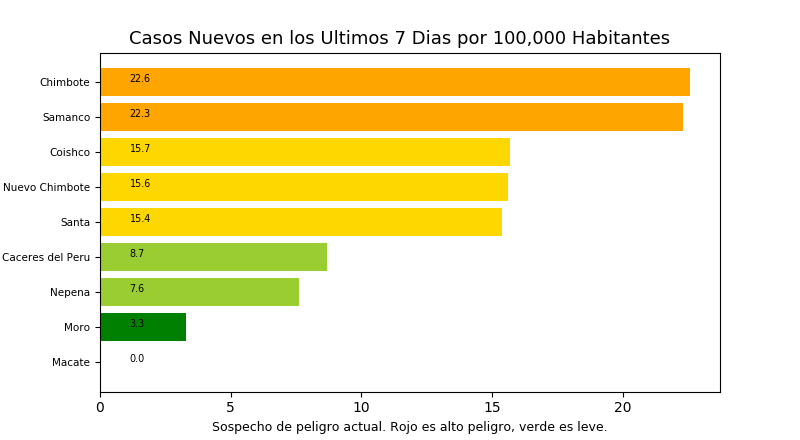 Casos Nuevos en los Ultimos 7 Dias por 100,000 Habitantes
Chimbote 22.6
Samanco 22.3
Coishco 15.7
Nuevo Chimbote 15.6
Santa 15.4
Caceres del Peru 8.7
Nepena 7.6
Moro 3.3
Macate 0.0
0 5 10 15 20
Sospecho de peligro actual. Rojo es alto peligro, verde es leve.